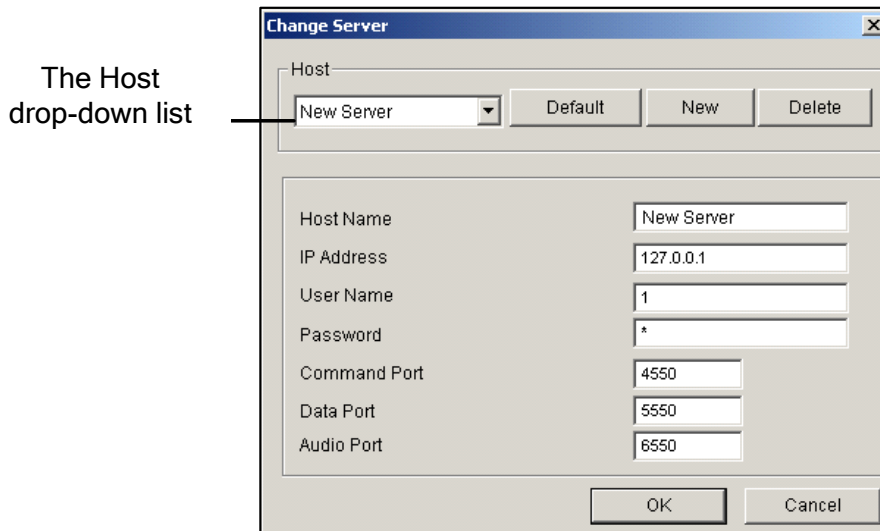 Change Server
The Host
drop-down list
Host
New Server Default New Delete
Host Name New Server
IP Address 127.0.0.1
User Name 1
Password *
Command Port 4550
Data Port 5550
Audio Port 6550
OK Cancel